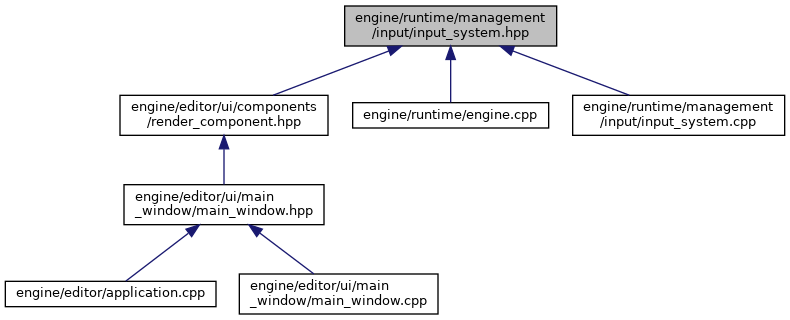 engine/runtime/management
/input/input_system.hpp
engine/editor/ui/components
/render_component.hpp
engine/runtime/engine.cpp
engine/runtime/management
/input/input_system.cpp
engine/editor/ui/main
_window/main_window.hpp
engine/editor/application.cpp
engine/editor/ui/main
_window/main_window.cpp